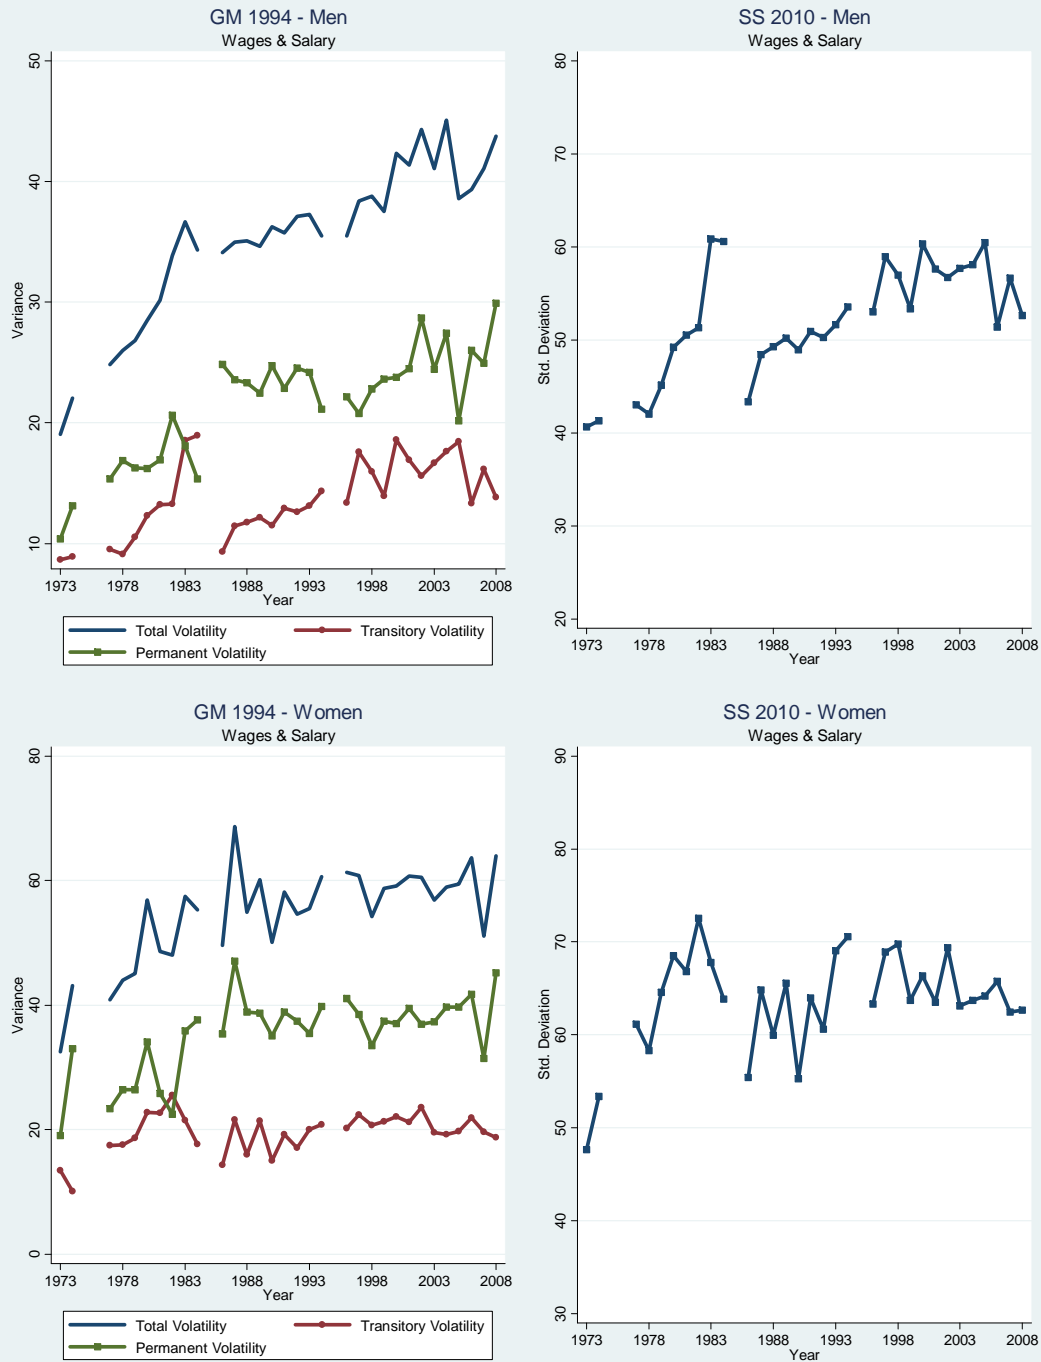 GM 1994 - Men
Wages & Salary
50
40
30
20
10
Variance
1973 1978 1983 1988 1993 1998 2003 2008
Year
Total Volatility
Transitory Volatility
Permanent Volatility
SS 2010 - Men
Wages & Salary
80
70
60
50
40
30
20
Std. Deviation
1973 1978 1983 1988 1993 1998 2003 2008
Year
GM 1994 - Women
Wages & Salary
80
60
40
20
0
Variance
1973 1978 1983 1988 1993 1998 2003 2008
Year
Total Volatility
Transitory Volatility
Permanent Volatility
SS 2010 - Women
Wages & Salary
90
80
70
60
50
40
30
Std. Deviation
1973 1978 1983 1988 1993 1998 2003 2008
Year